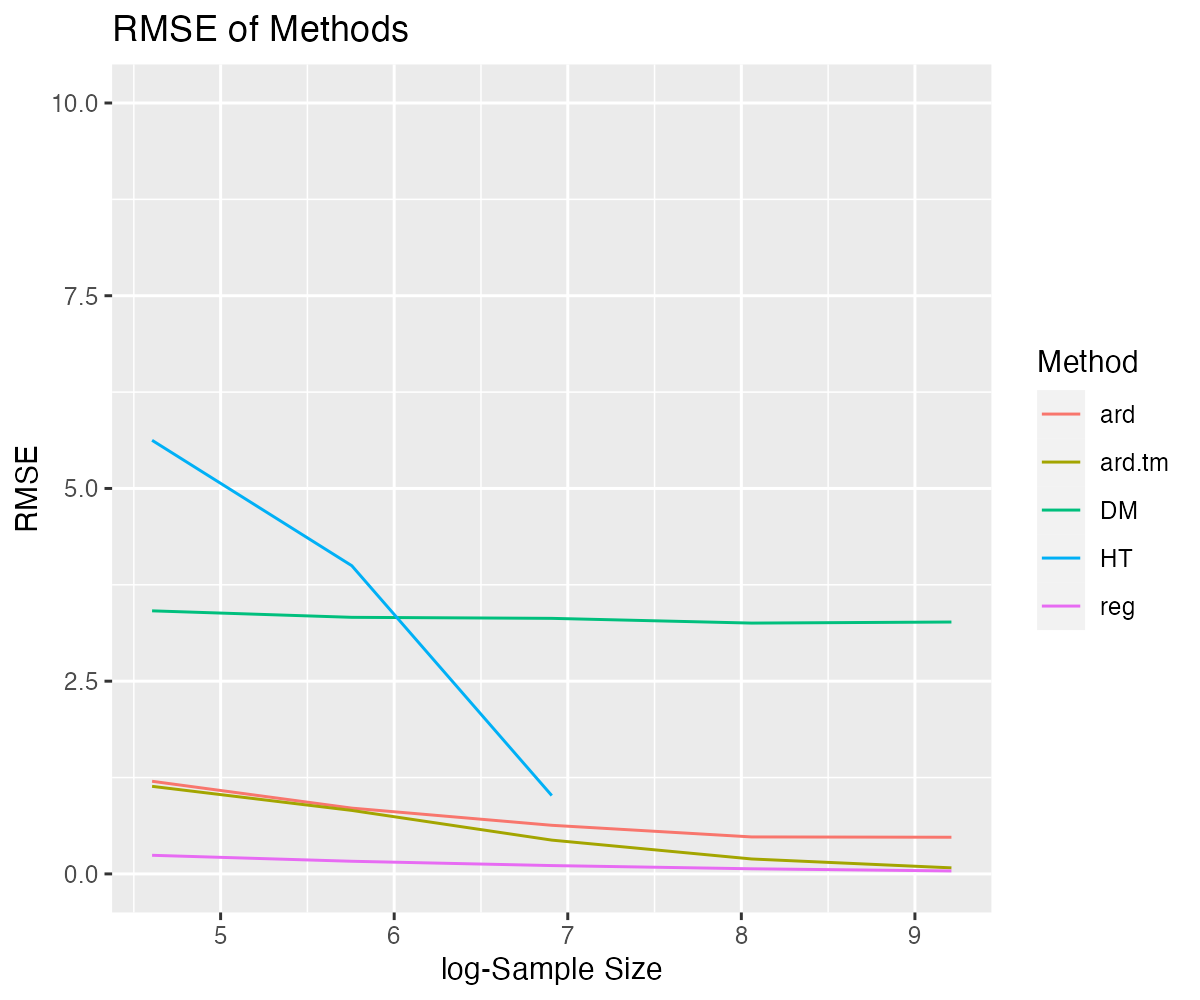 RMSE of Methods
RMSE
10.0
7.5
5.0
2.5
0.0
5 6 7 8 9
log-Sample Size
Method
ard
ard.tm
DM
HT
reg